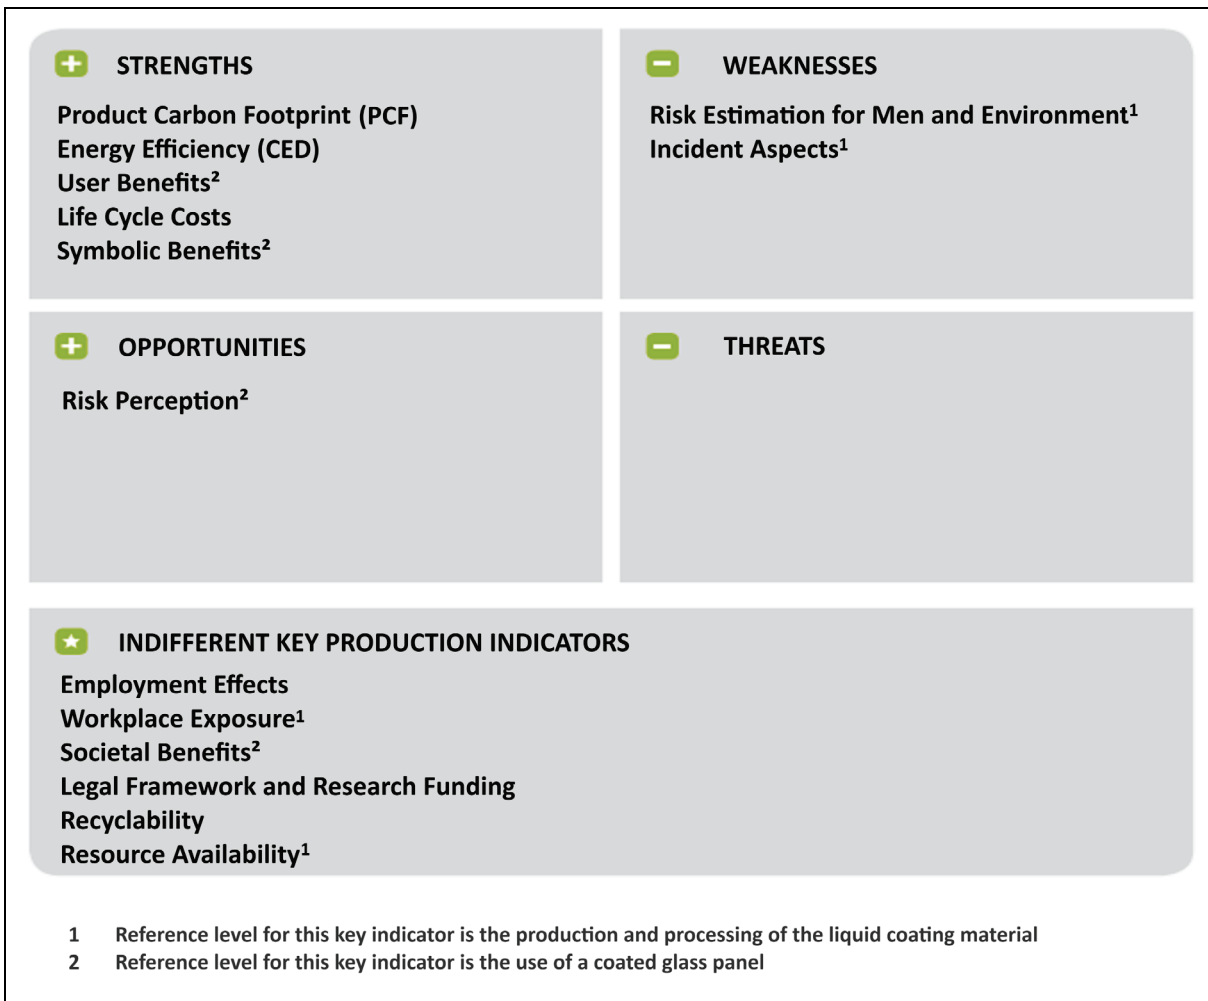 STRENGTHS
Product Carbon Footprint (PCF)
Energy Efficiency (CED)
User Benefits²
Life Cycle Costs
Symbolic Benefits²
WEAKNESSES
Risk Estimation for Men and Environment¹
Incident Aspects¹
OPPORTUNITIES
Risk Perception²
THREATS
INDIFFERENT KEY PRODUCTION INDICATORS
Employment Effects
Workplace Exposure¹
Societal Benefits²
Legal Framework and Research Funding
Recyclability
Resource Availability¹
1 Reference level for this key indicator is the production and processing of the liquid coating material
2 Reference level for this key indicator is the use of a coated glass panel